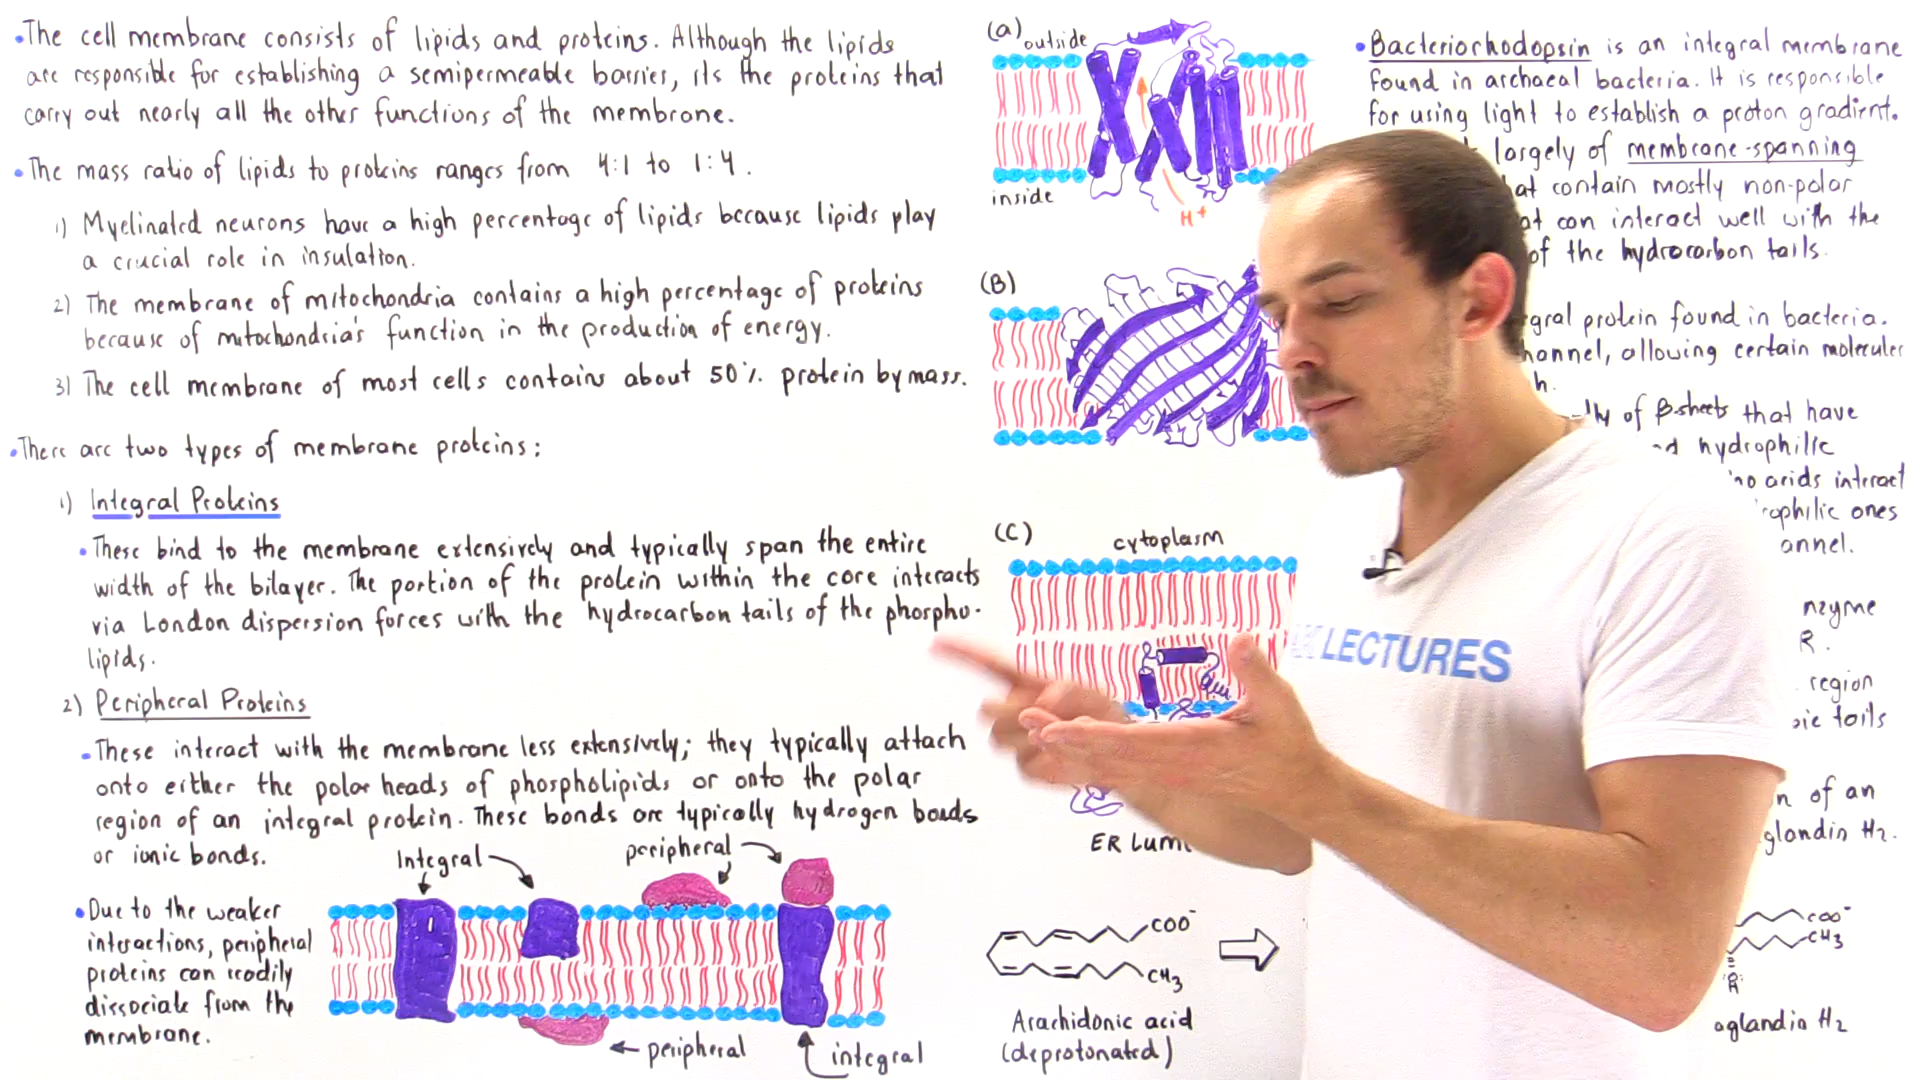 •The cell membrane consists of lipids and proteins. Although the lipids
are responsible for establishing a semipermeable barrier, its the proteins that
carry out nearly all the other functions of the membrane.
•The mass ratio of lipids to proteins ranges from 4:1 to 1:4.
1) Myelinated neurons have a high percentage of lipids because lipids play
a crucial role in insulation.
2) The membrane of mitochondria contains a high percentage of proteins
because of mitochondria's function in the production of energy.
3) The cell membrane of most cells contains about 50% protein by mass.
•There are two types of membrane proteins:
1) Integral Proteins
•These bind to the membrane extensively and typically span the entire
width of the bilayer. The portion of the protein within the core interacts
via London dispersion forces with the hydrocarbon tails of the phospho-
lipids.
2) Peripheral Proteins
•These interact with the membrane less extensively; they typically attach
onto either the polar heads of phospholipids or onto the polar
region of an integral protein. These bonds are typically hydrogen bonds
or ionic bonds.
•Due to the weaker
interactions, peripheral
proteins can readily
dissociate from the
membrane.
Integral
peripheral
peripheral
integral
(a)
outside
inside
H+
(B)
(C)
cytoplasm
ER Lum
COO-
CH3
Arachidonic acid
(deprotonated)
•Bacteriorhodopsin is an integral membrane
found in archaeal bacteria. It is responsible
for using light to establish a proton gradient.
largely of membrane-spanning
that contain mostly non-polar
can interact well with the
of the hydrocarbon tails.
protein found in bacteria.
allowing certain molecules
of β-sheets that have
hydrophilic
acids interact
ones
nzyme
R.
region
tails
of an
glandin H2.
COO-
CH3
O
R
aglandin H2
LECTURES